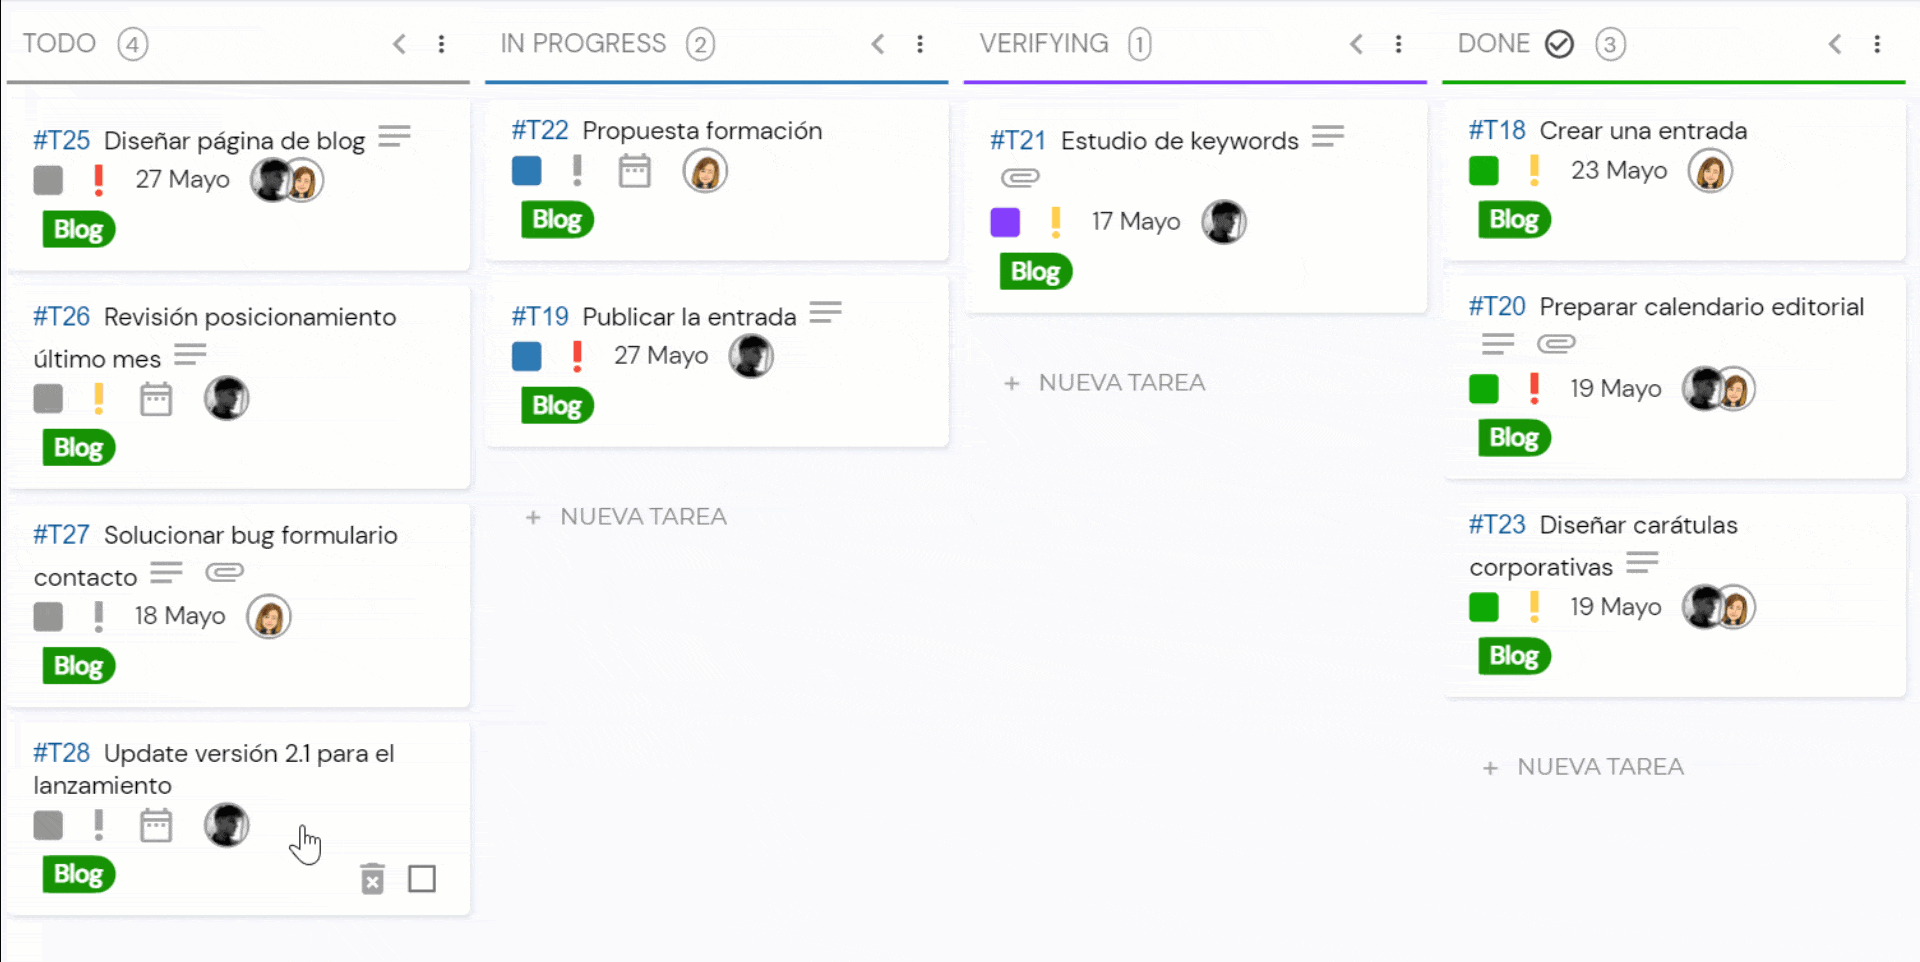 TODO 4
#T25 Diseñar página de blog
27 Mayo
Blog
#T26 Revisión posicionamiento
último mes
Blog
#T27 Solucionar bug formulario
contacto
18 Mayo
Blog
#T28 Update versión 2.1 para el
lanzamiento
Blog
IN PROGRESS 2
#T22 Propuesta formación
Blog
#T19 Publicar la entrada
27 Mayo
Blog
+ NUEVA TAREA
VERIFYING 1
#T21 Estudio de keywords
17 Mayo
Blog
+ NUEVA TAREA
DONE 3
#T18 Crear una entrada
23 Mayo
Blog
#T20 Preparar calendario editorial
19 Mayo
Blog
#T23 Diseñar carátulas
corporativas
19 Mayo
Blog
+ NUEVA TAREA